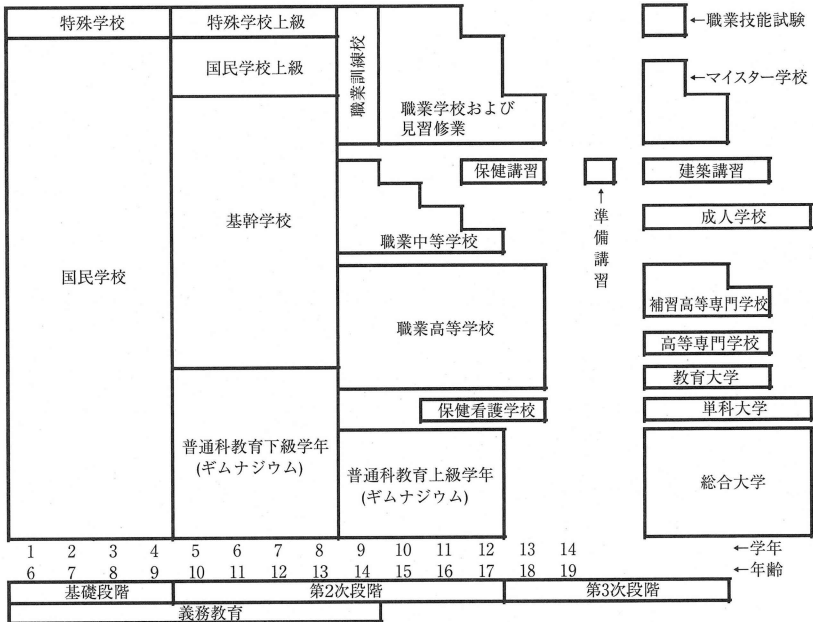 特殊学校
特殊学校上級
←職業技能試験
国民学校上級
職業訓練校
←マイスター学校
職業学校および
見習修業
保健講習
建築講習
基幹学校
職業中等学校
↑
準備講習
成人学校
国民学校
職業高等学校
補習高等専門学校
高等専門学校
教育大学
保健看護学校
単科大学
普通科教育下級学年
(ギムナジウム)
普通科教育上級学年
(ギムナジウム)
総合大学
1 2 3 4 5 6 7 8 9 10 11 12 13 14 ←学年
6 7 8 9 10 11 12 13 14 15 16 17 18 19 ←年齢
基礎段階 第2次段階 第3次段階
義務教育